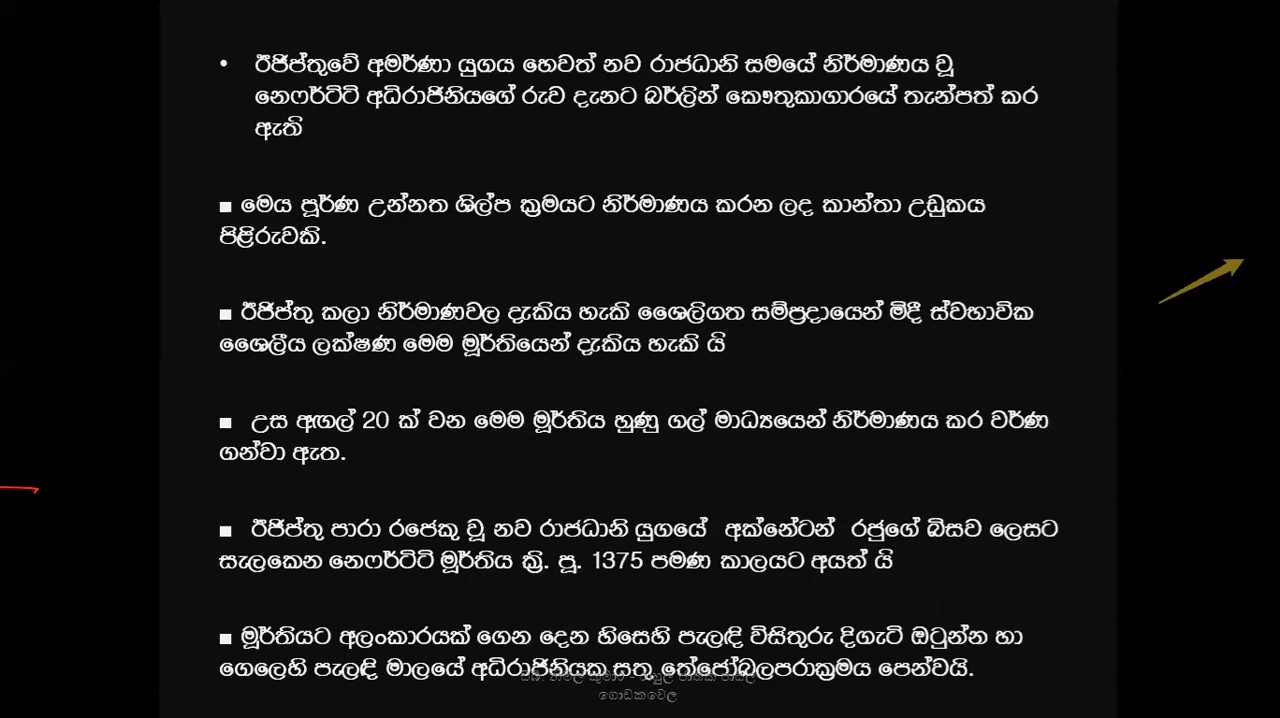 • ඊජිප්තුවේ අමර්ණා යුගය හෙවත් නව රාජධානි සමයේ නිර්මාණය වූ
නෙෆර්ටිටි අධිරාජිනියගේ රුව දැනට බර්ලින් කෞතුකාගාරයේ තැන්පත් කර
ඇති
■ මෙය පූර්ණ උන්නත ශිල්ප ක්‍රමයට නිර්මාණය කරන ලද කාන්තා උඩුකය
පිළිරුවකි.
■ ඊජිප්තු කලා නිර්මාණවල දැකිය හැකි ශෛලිගත සම්ප්‍රදායෙන් මිදී ස්වභාවික
ශෛලීය ලක්ෂණ මෙම මූර්තියෙන් දැකිය හැකි යි
■ උස අඟල් 20 ක් වන මෙම මූර්තිය හුණු ගල් මාධ්‍යයෙන් නිර්මාණය කර වර්ණ
ගන්වා ඇත.
■ ඊජිප්තු පාරා රජෙකු වූ නව රාජධානි යුගයේ අක්නේටන් රජුගේ බිසව ලෙසට
සැලකෙන නෙෆර්ටිටි මූර්තිය ක්‍රි. පූ. 1375 පමණ කාලයට අයත් යි
■ මූර්තියට අලංකාරයක් ගෙන දෙන හිසෙහි පැලඳි විසිතුරු දිගැටි ඔටුන්න හා
ගෙලෙහි පැලඳි මාලයේ අධිරාජිනියක සතු තේජෝබලපරාක්‍රමය පෙන්වයි.
ගොඩකවෙල